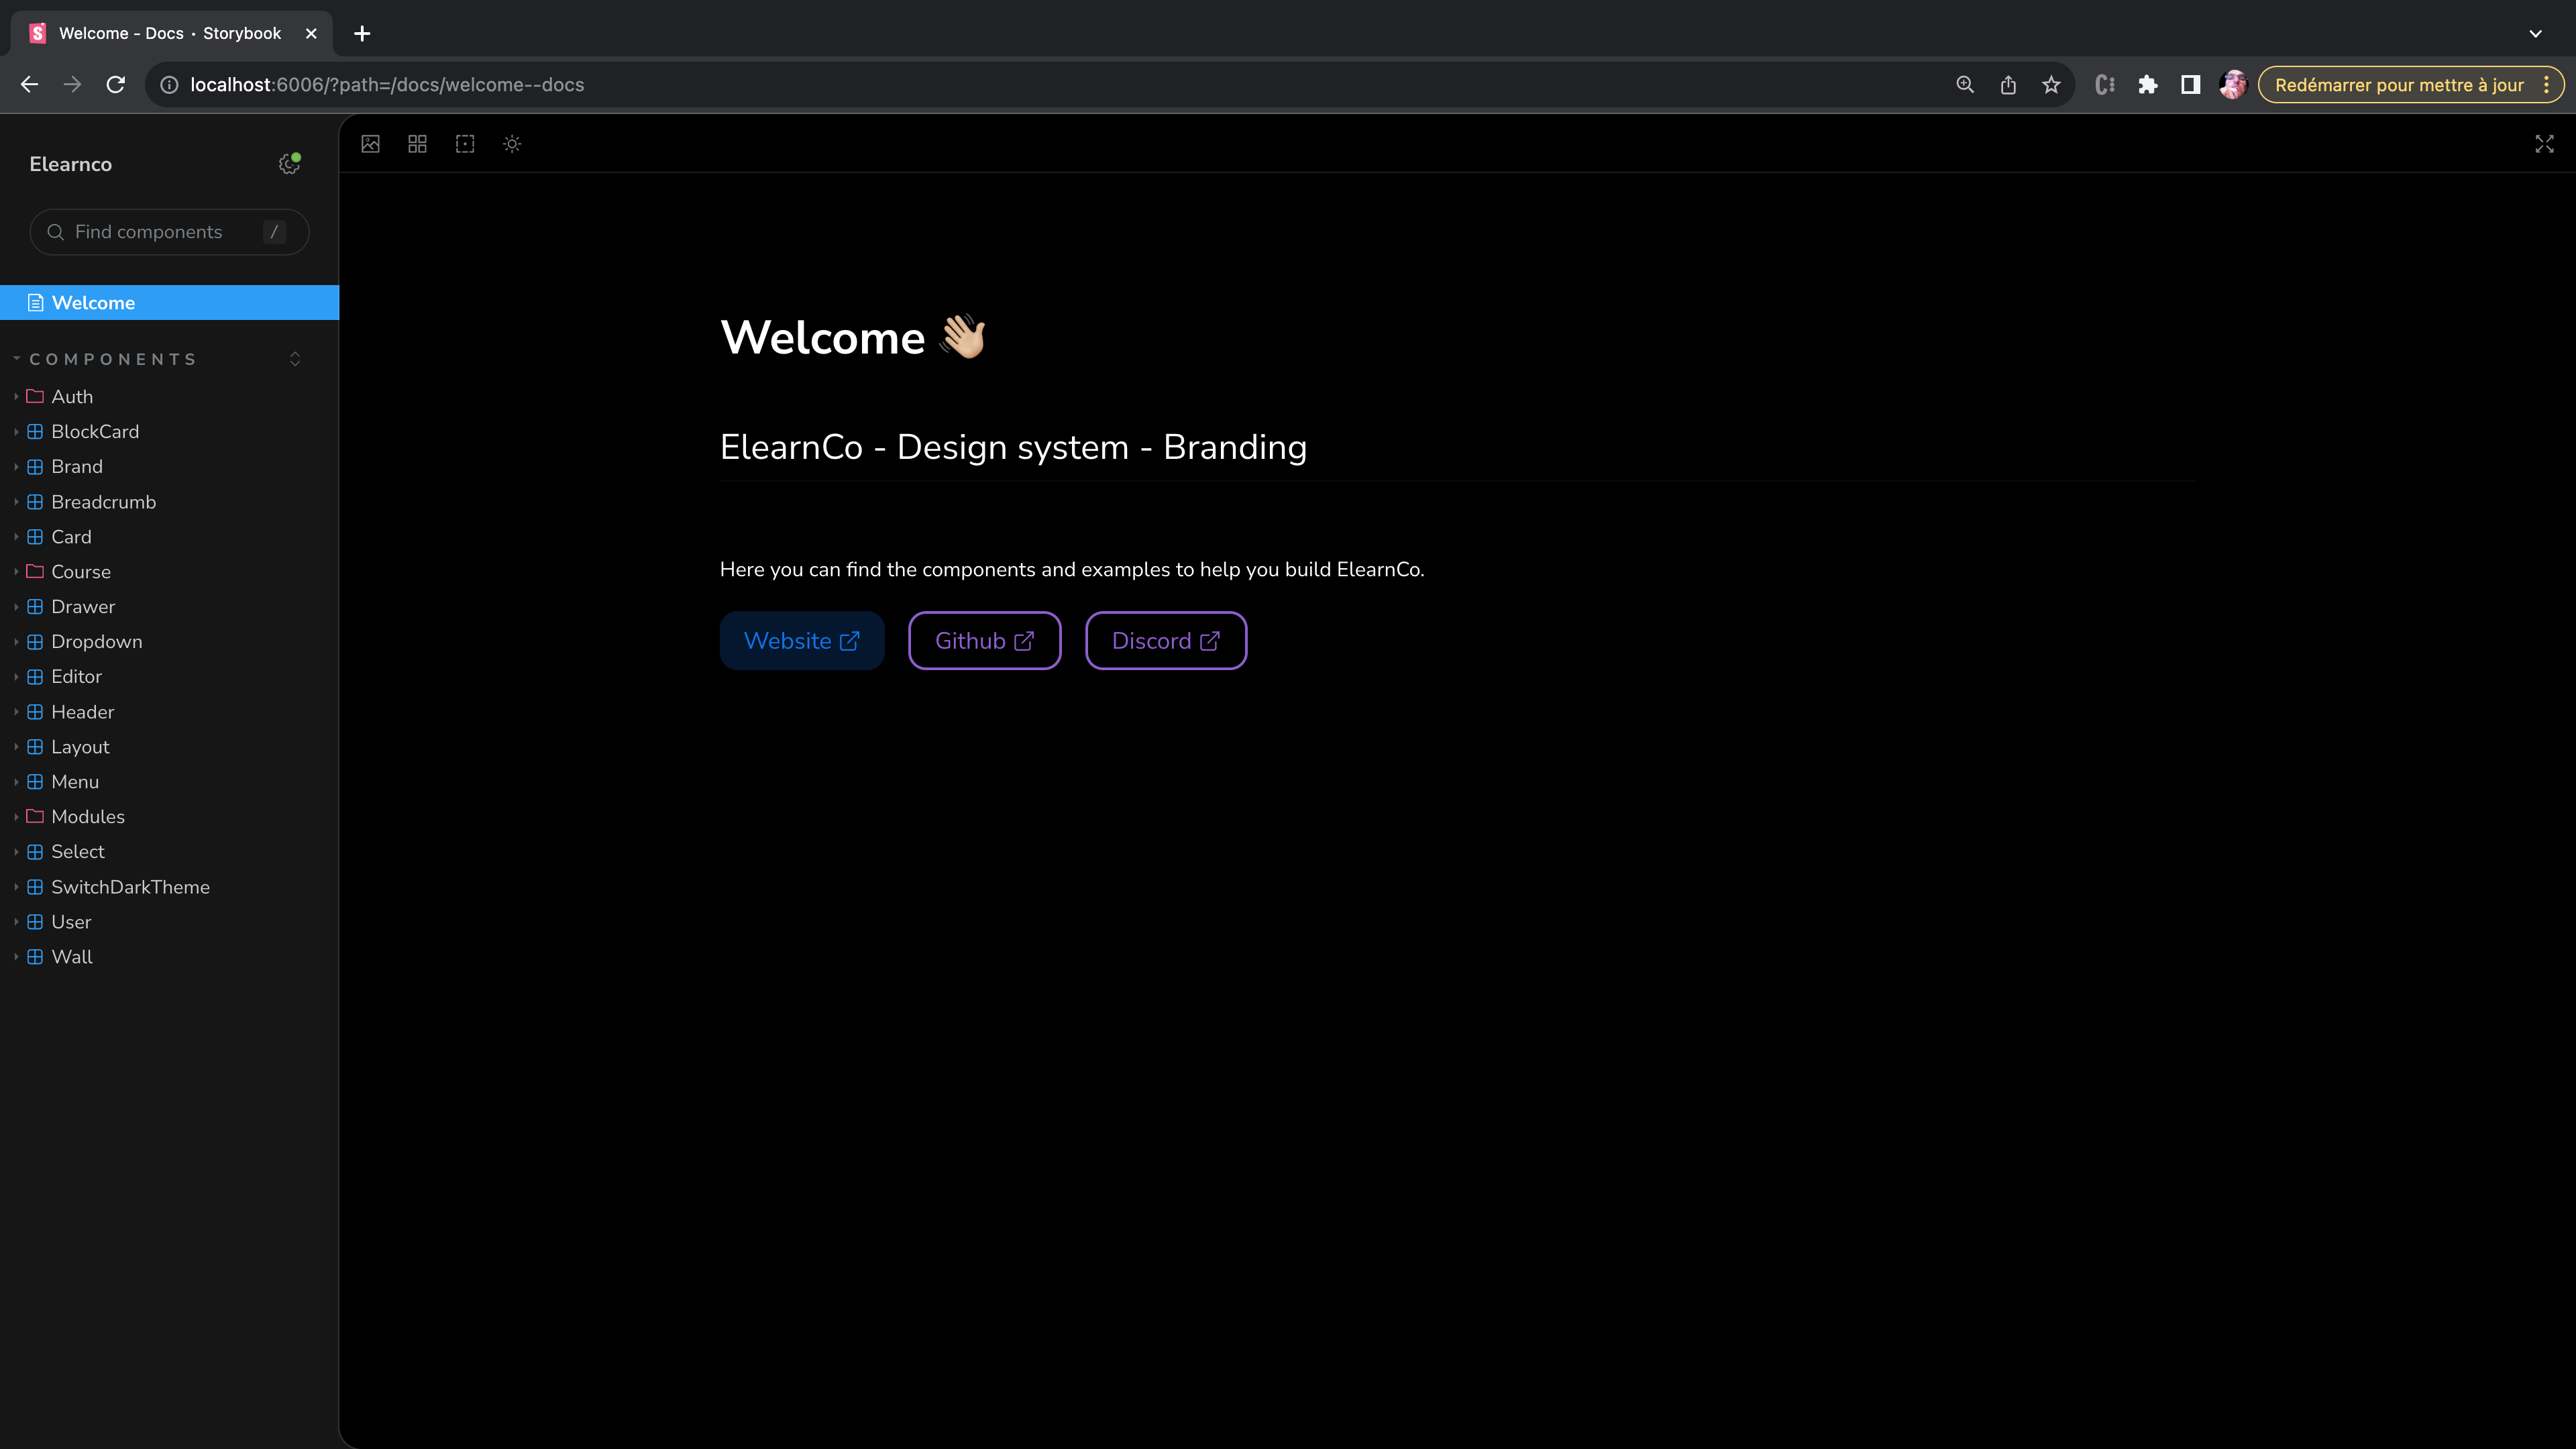 Welcome - Docs • Storybook
localhost:6006/?path=/docs/welcome--docs
Redémarrer pour mettre à jour
Elearnco
Find components /
Welcome
COMPONENTS
Auth
BlockCard
Brand
Breadcrumb
Card
Course
Drawer
Dropdown
Editor
Header
Layout
Menu
Modules
Select
SwitchDarkTheme
User
Wall
Welcome 👋🏼
ElearnCo - Design system - Branding
Here you can find the components and examples to help you build ElearnCo.
Website Github Discord